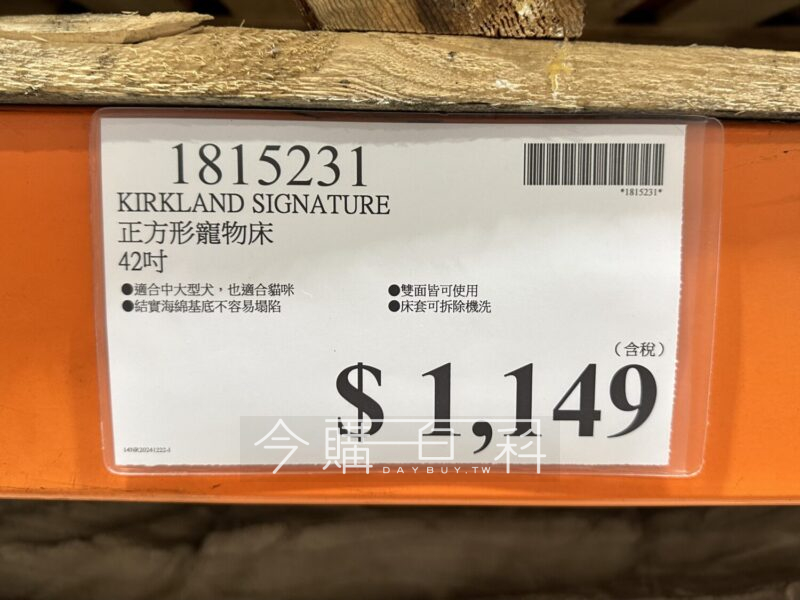 1815231
*1815231*
KIRKLAND SIGNATURE
正方形寵物床
42吋
●適合中大型犬，也適合貓咪
●結實海綿基底不容易塌陷
●雙面皆可使用
●床套可拆除機洗
（含稅）
$ 1,149
今購百科
DAYBUY.TW